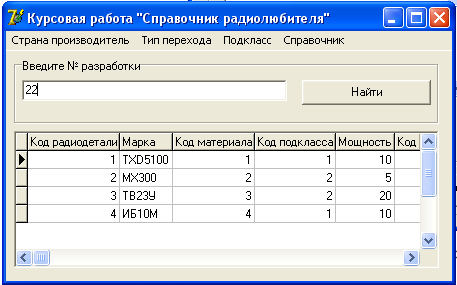 Курсовая работа "Справочник радиолюбителя"
Страна производитель Тип перехода Подкласс Справочник
Введите № разработки
22 Найти
Код радиодетали Марка Код материала Код подкласса Мощность Код
1 TXD5100 1 1 10
2 MX300 2 2 5
3 ТВ23У 3 2 20
4 ИБ10М 4 1 10